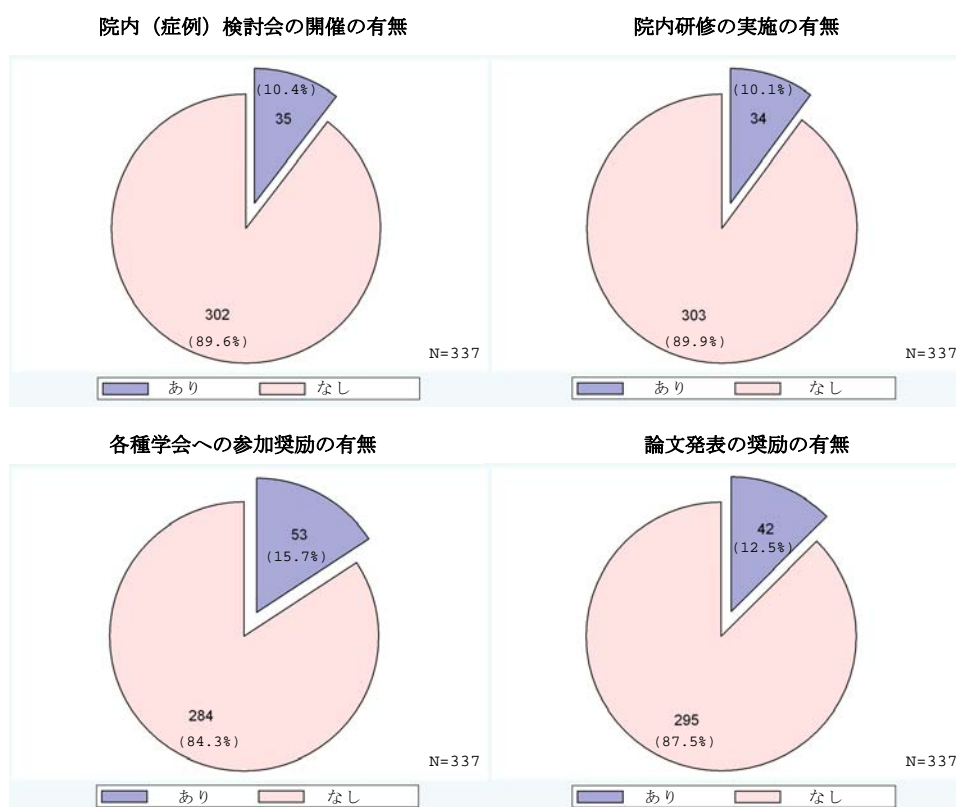 院内（症例）検討会の開催の有無
(10.4%)
35
302
(89.6%)
N=337
あり なし
院内研修の実施の有無
(10.1%)
34
303
(89.9%)
N=337
あり なし
各種学会への参加奨励の有無
53
(15.7%)
284
(84.3%)
N=337
あり なし
論文発表の奨励の有無
42
(12.5%)
295
(87.5%)
N=337
あり なし